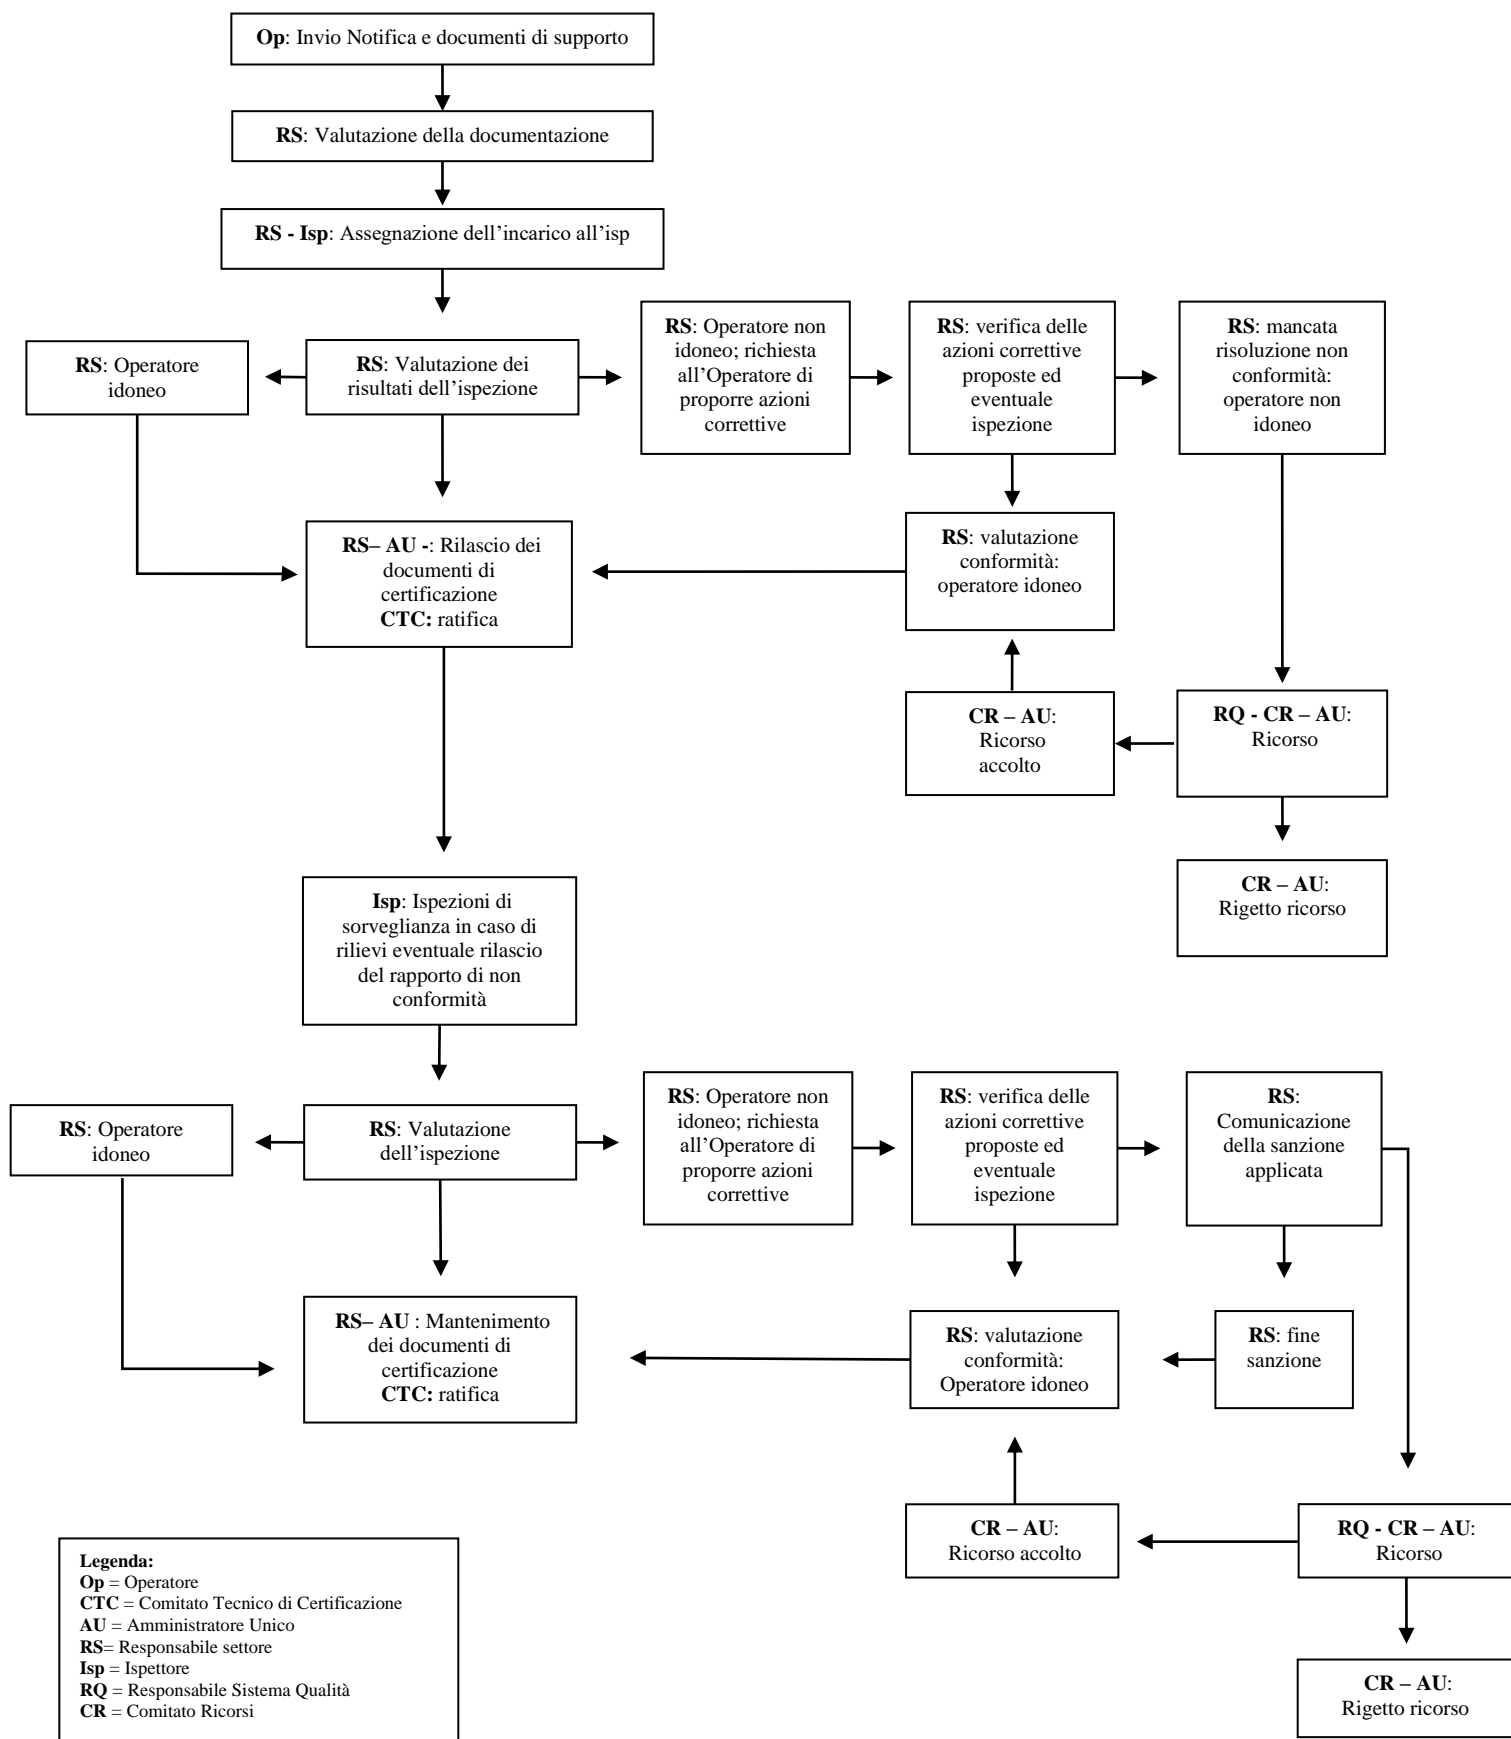 Op: Invio Notifica e documenti di supporto
RS: Valutazione della documentazione
RS - Isp: Assegnazione dell’incarico all’isp
RS: Operatore
idoneo
RS: Valutazione dei
risultati dell’ispezione
RS: Operatore non
idoneo; richiesta
all’Operatore di
proporre azioni
correttive
RS: verifica delle
azioni correttive
proposte ed
eventuale
ispezione
RS: mancata
risoluzione non
conformità:
operatore non
idoneo
RS– AU -: Rilascio dei
documenti di
certificazione
CTC: ratifica
RS: valutazione
conformità:
operatore idoneo
CR – AU:
Ricorso
accolto
RQ - CR – AU:
Ricorso
CR – AU:
Rigetto ricorso
Isp: Ispezioni di
sorveglianza in caso di
rilievi eventuale rilascio
del rapporto di non
conformità
RS: Operatore
idoneo
RS: Valutazione
dell’ispezione
RS: Operatore non
idoneo; richiesta
all’Operatore di
proporre azioni
correttive
RS: verifica delle
azioni correttive
proposte ed
eventuale
ispezione
RS:
Comunicazione
della sanzione
applicata
RS– AU : Mantenimento
dei documenti di
certificazione
CTC: ratifica
RS: valutazione
conformità:
Operatore idoneo
RS: fine
sanzione
CR – AU:
Ricorso accolto
RQ - CR – AU:
Ricorso
CR – AU:
Rigetto ricorso
Legenda:
Op = Operatore
CTC = Comitato Tecnico di Certificazione
AU = Amministratore Unico
RS= Responsabile settore
Isp = Ispettore
RQ = Responsabile Sistema Qualità
CR = Comitato Ricorsi